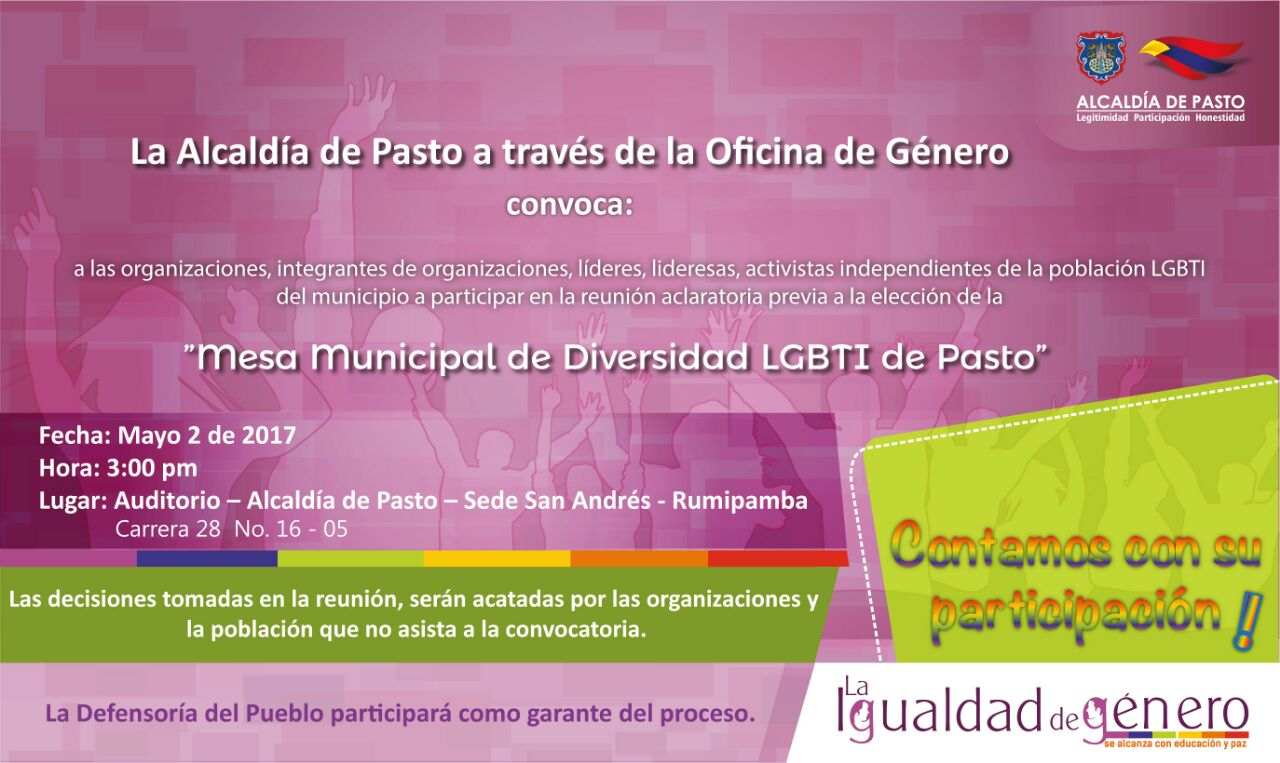 ALCALDÍA DE PASTO
Legitimidad Participación Honestidad
La Alcaldía de Pasto a través de la Oficina de Género
convoca:
a las organizaciones, integrantes de organizaciones, líderes, lideresas, activistas independientes de la población LGBTI
del municipio a participar en la reunión aclaratoria previa a la elección de la
"Mesa Municipal de Diversidad LGBTI de Pasto"
Fecha: Mayo 2 de 2017
Hora: 3:00 pm
Lugar: Auditorio – Alcaldía de Pasto – Sede San Andrés - Rumipamba
Carrera 28 No. 16 - 05
Contamos con su
participación !
Las decisiones tomadas en la reunión, serán acatadas por las organizaciones y
la población que no asista a la convocatoria.
La Defensoría del Pueblo participará como garante del proceso.
La
Igualdad de género
se alcanza con educación y paz